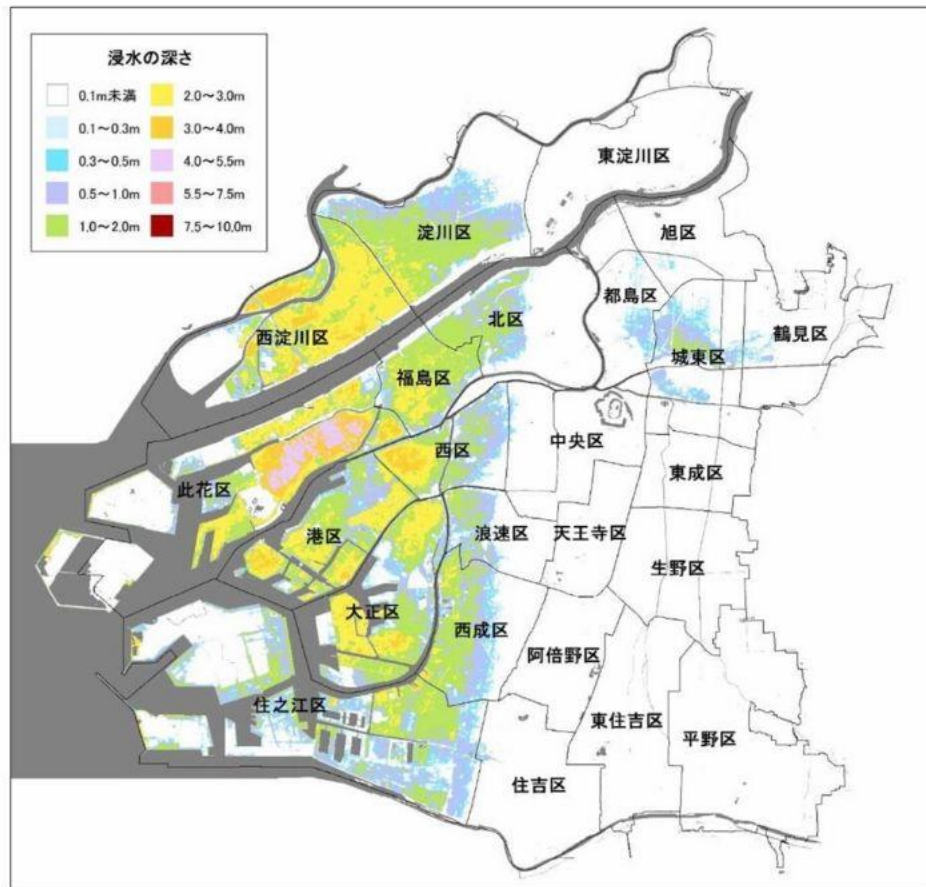 浸水の深さ
0.1m未満
0.1～0.3m
0.3～0.5m
0.5～1.0m
1.0～2.0m
2.0～3.0m
3.0～4.0m
4.0～5.5m
5.5～7.5m
7.5～10.0m
東淀川区
淀川区
旭区
都島区
北区
鶴見区
西淀川区
城東区
福島区
中央区
西区
東成区
此花区
港区
浪速区
天王寺区
生野区
大正区
西成区
阿倍野区
住之江区
東住吉区
平野区
住吉区